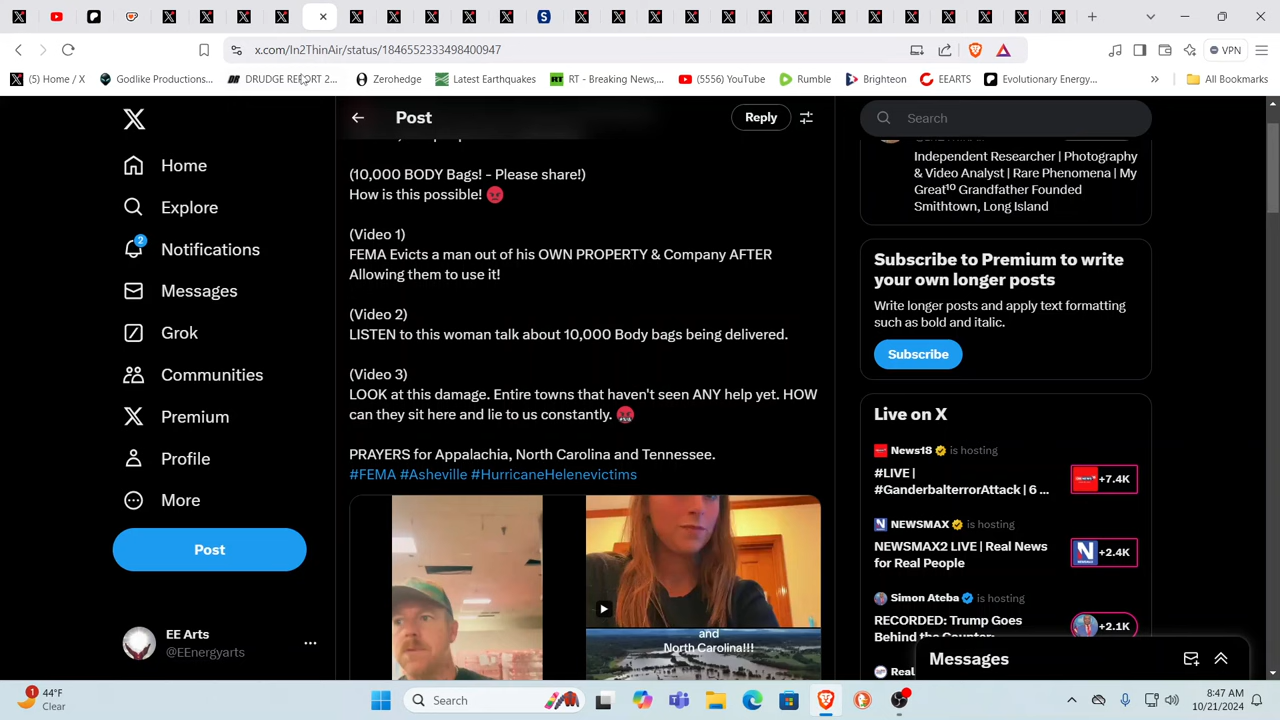 x.com/In2ThinAir/status/1846552333498400947
VPN
(5) Home / X
Godlike Productions...
DRUDGE REPORT 2...
Zerohedge
Latest Earthquakes
RT
RT - Breaking News,...
(5555) YouTube
Rumble
Brighteon
EEARTS
Evolutionary Energy...
»
All Bookmarks
Home
Explore
2
Notifications
Messages
Grok
Communities
Premium
Profile
More
Post
EE Arts
@EEnergyarts
Post
Reply
(10,000 BODY Bags! - Please share!)
How is this possible! 😡
(Video 1)
FEMA Evicts a man out of his OWN PROPERTY & Company AFTER
Allowing them to use it!
(Video 2)
LISTEN to this woman talk about 10,000 Body bags being delivered.
(Video 3)
LOOK at this damage. Entire towns that haven't seen ANY help yet. HOW
can they sit here and lie to us constantly. 🤬
PRAYERS for Appalachia, North Carolina and Tennessee.
#FEMA #Asheville #HurricaneHelenevictims
and
North Carolina!!!
Search
Independent Researcher | Photography
& Video Analyst | Rare Phenomena | My
Great¹⁰ Grandfather Founded
Smithtown, Long Island
Subscribe to Premium to write
your own longer posts
Write longer posts and apply text formatting
such as bold and italic.
Subscribe
Live on X
News18 is hosting
#LIVE |
#GanderbalterrorAttack | 6 ...
+7.4K
NEWSMAX is hosting
NEWSMAX2 LIVE | Real News
for Real People
+2.4K
Simon Ateba is hosting
RECORDED: Trump Goes
Behind the Counter:
+2.1K
Real
Messages
1
44°F
Clear
Search
8:47 AM
10/21/2024